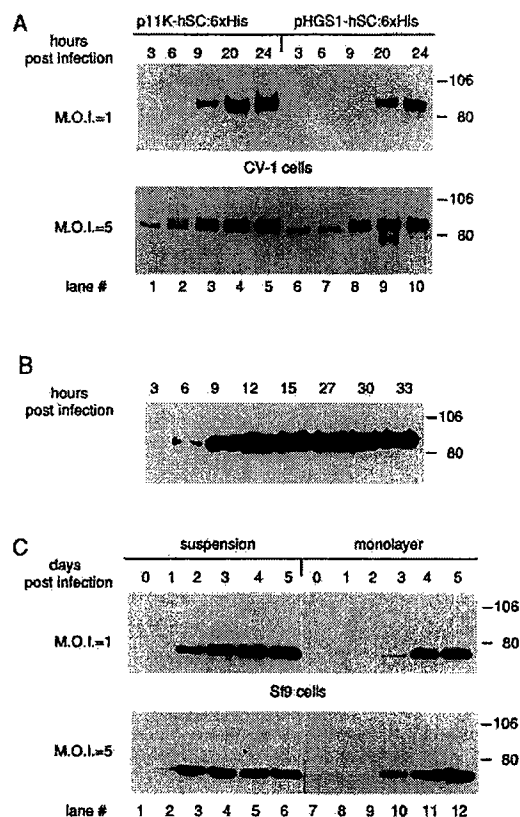 A
p11K-hSC:6xHis pHGS1-hSC:6xHis
hours post infection
3 6 9 20 24 3 6 9 20 24
M.O.I.=1
106
80
CV-1 cells
M.O.I.=5
106
80
lane # 1 2 3 4 5 6 7 8 9 10
B
hours post infection
3 6 9 12 15 27 30 33
106
80
C
suspension monolayer
days post infection
0 1 2 3 4 5 0 1 2 3 4 5
M.O.I.=1
106
80
Sf9 cells
M.O.I.=5
106
80
lane # 1 2 3 4 5 6 7 8 9 10 11 12